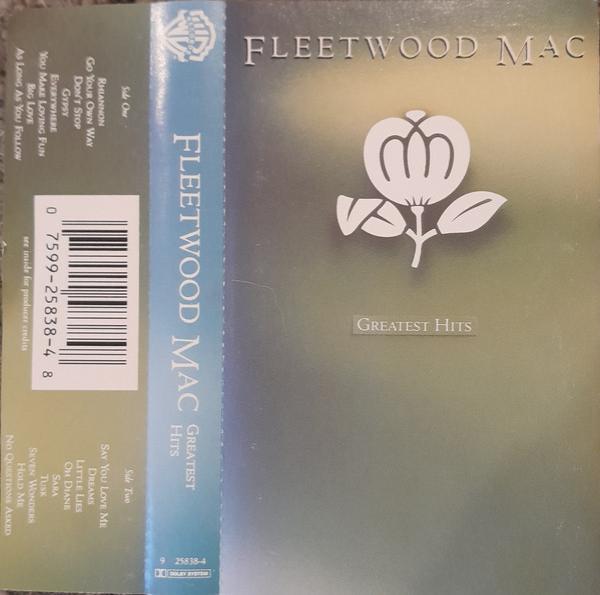 FLEETWOOD MAC
GREATEST HITS
FLEETWOOD MAC GREATEST
HITS
9 25838-4
DOLBY SYSTEM
Side One
RHIANNON
GO YOUR OWN WAY
DON'T STOP
GYPSY
EVERYWHERE
YOU MAKE LOVING FUN
BIG LOVE
AS LONG AS YOU FOLLOW
0 7599-25838-4 8
see inside for producer credits
Side Two
SAY YOU LOVE ME
DREAMS
LITTLE LIES
OH DIANE
SARA
TUSK
SEVEN WONDERS
HOLD ME
NO QUESTIONS ASKED